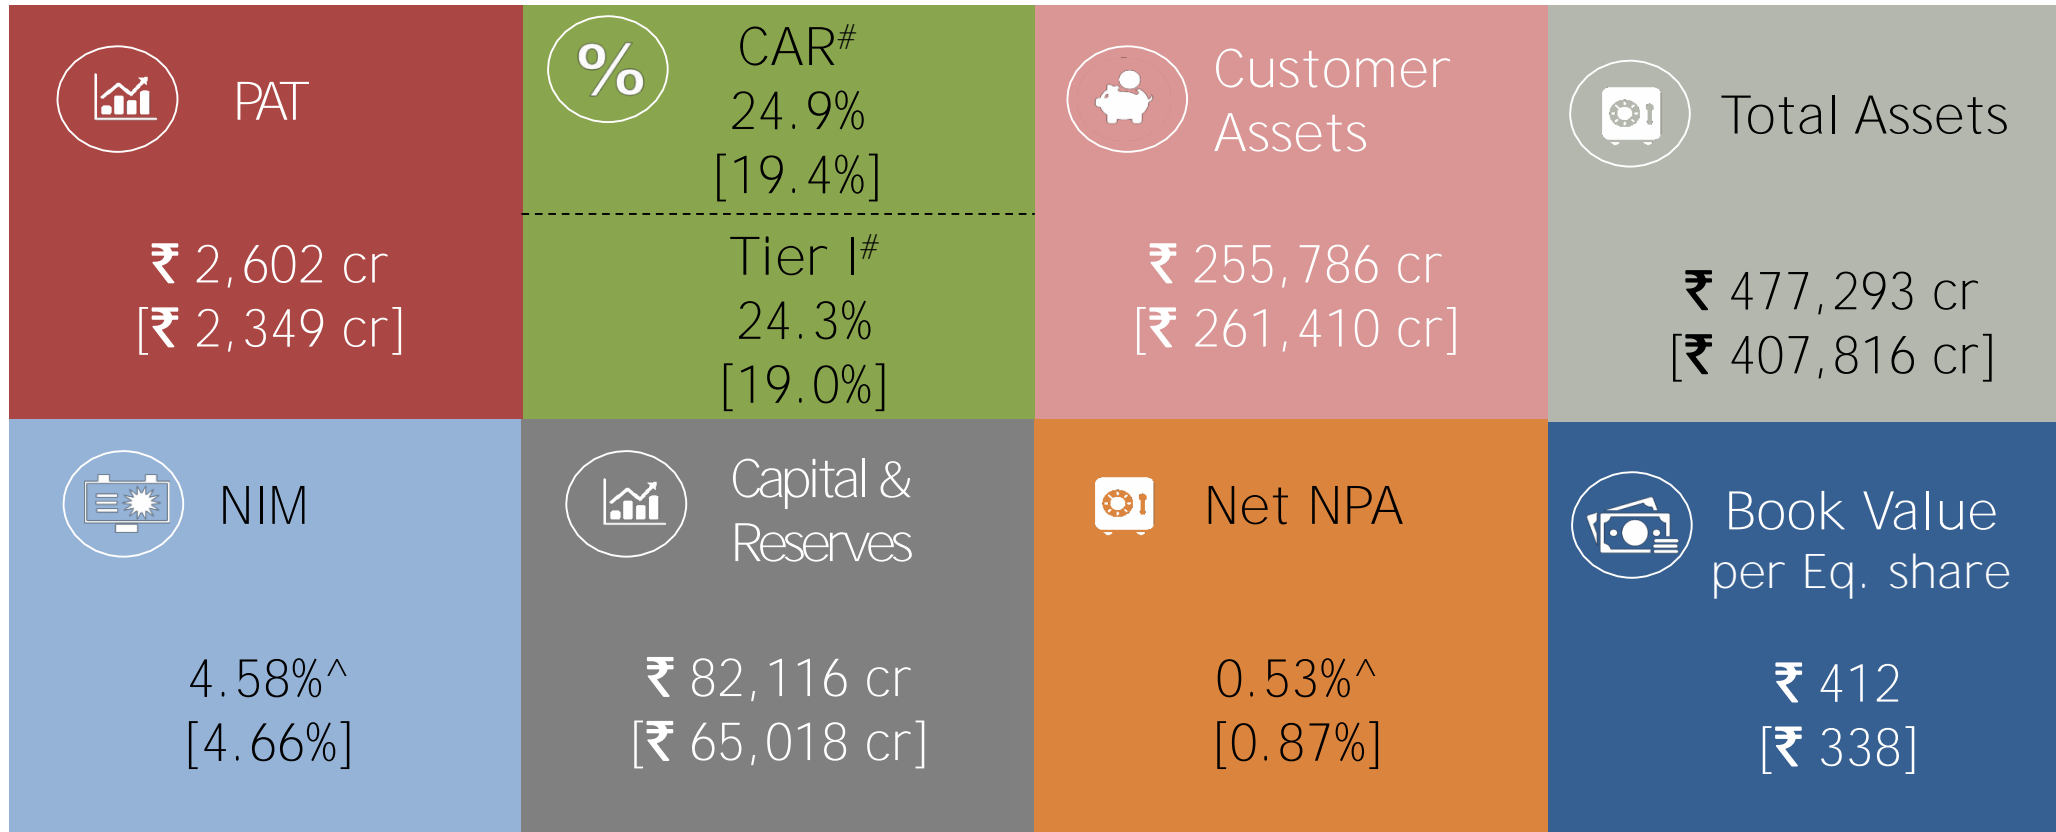 PAT
₹ 2,602 cr
[₹ 2,349 cr]
%
CAR#
24.9%
[19.4%]
Tier I#
24.3%
[19.0%]
Customer
Assets
₹ 255,786 cr
[₹ 261,410 cr]
Total Assets
₹ 477,293 cr
[₹ 407,816 cr]
NIM
4.58%^
[4.66%]
Capital &
Reserves
₹ 82,116 cr
[₹ 65,018 cr]
Net NPA
0.53%^
[0.87%]
Book Value
per Eq. share
₹ 412
[₹ 338]